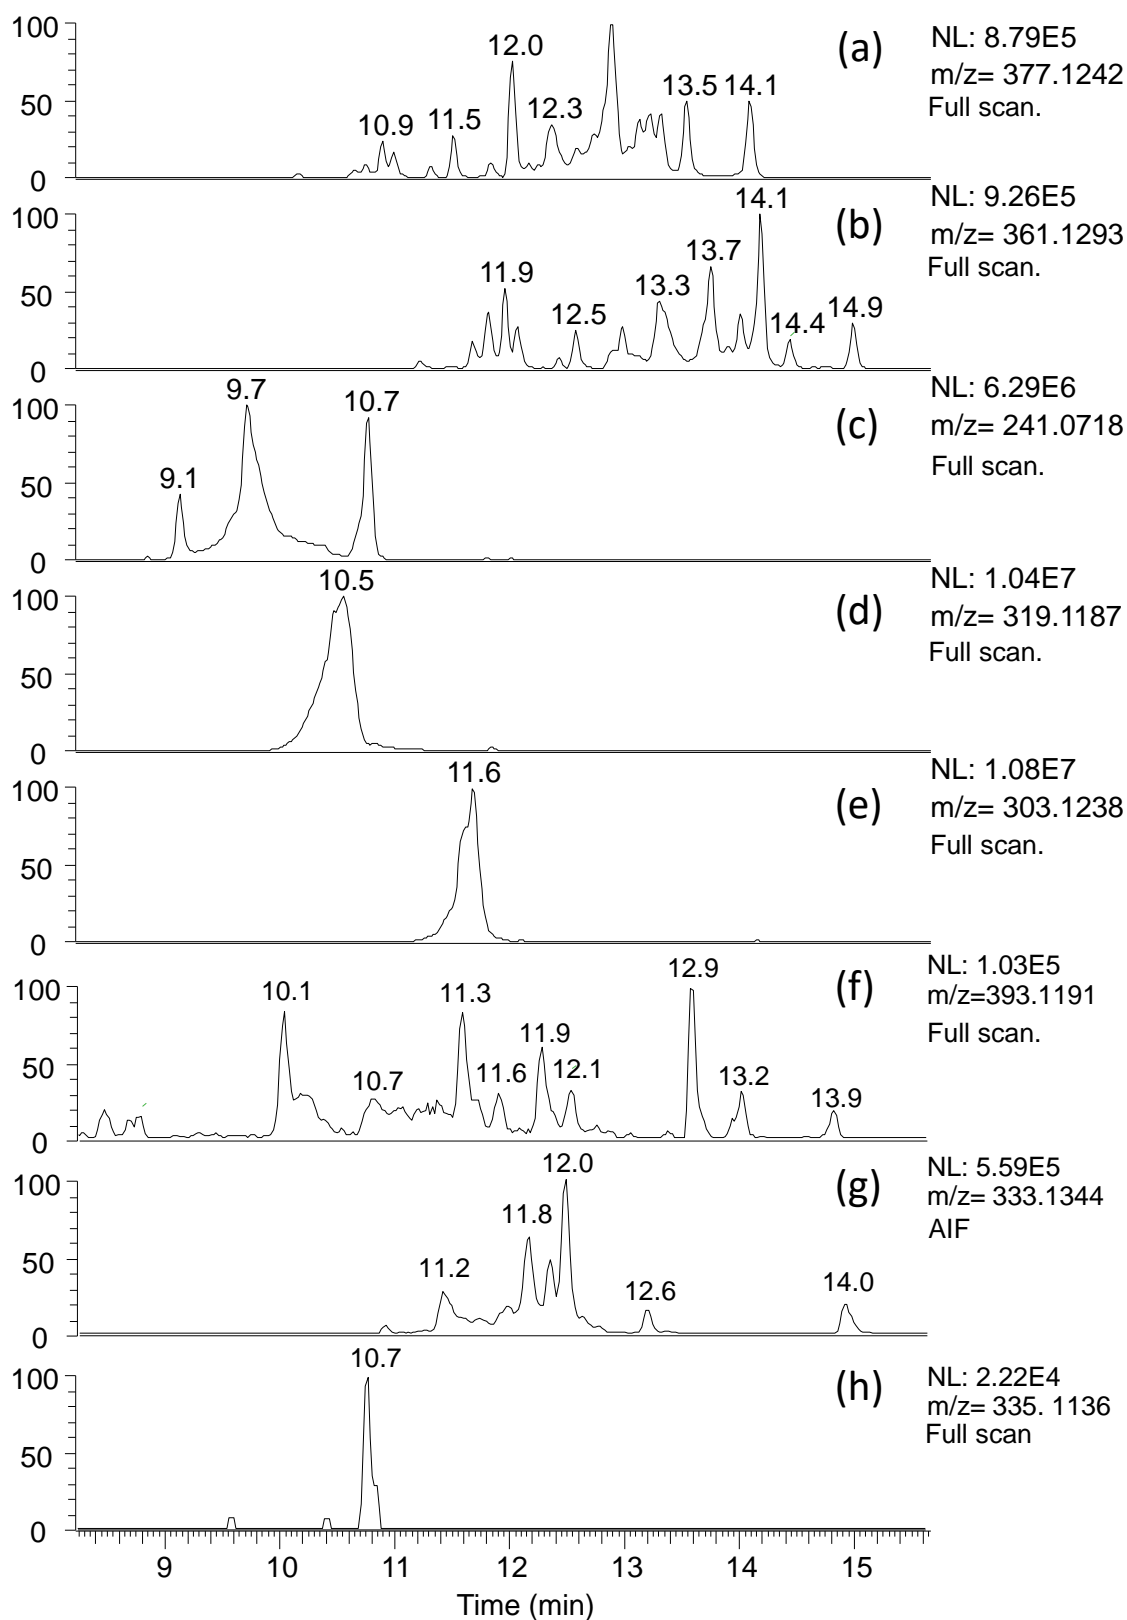 100
50
0
10.9
11.5
12.0
12.3
13.5
14.1
(a)
NL: 8.79E5
m/z= 377.1242
Full scan.
100
50
0
11.9
12.5
13.3
13.7
14.1
14.4
14.9
(b)
NL: 9.26E5
m/z= 361.1293
Full scan.
100
50
0
9.1
9.7
10.7
(c)
NL: 6.29E6
m/z= 241.0718
Full scan.
100
50
0
10.5
(d)
NL: 1.04E7
m/z= 319.1187
Full scan.
100
50
0
11.6
(e)
NL: 1.08E7
m/z= 303.1238
Full scan.
100
50
0
10.1
10.7
11.3
11.6
11.9
12.1
12.9
13.2
13.9
(f)
NL: 1.03E5
m/z=393.1191
Full scan.
100
50
0
11.2
11.8
12.0
12.6
14.0
(g)
NL: 5.59E5
m/z= 333.1344
AIF
100
50
0
10.7
(h)
NL: 2.22E4
m/z= 335. 1136
Full scan
9 10 11 12 13 14 15
Time (min)